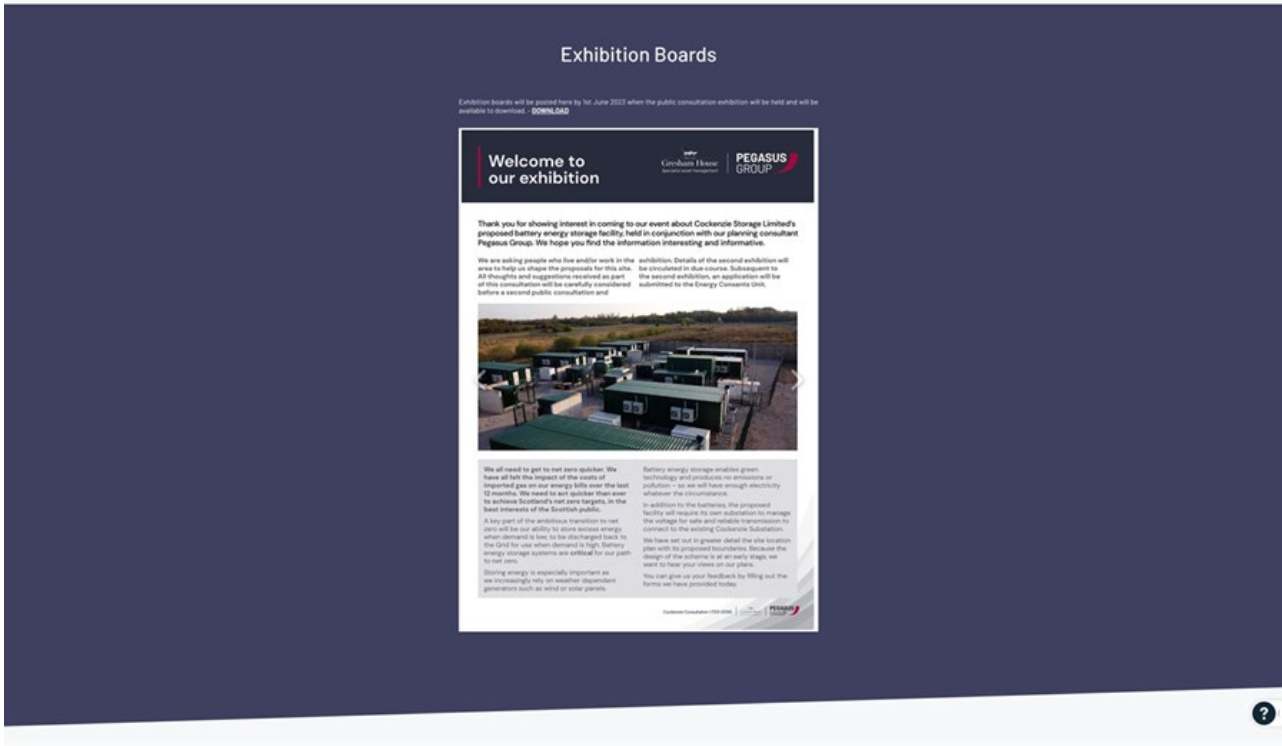 Exhibition Boards
Exhibition boards will be posted here by 1st June 2023 when the public consultation exhibition will be held and will be
available to download. - DOWNLOAD
Welcome to
our exhibition
Gresham House
Specialist asset management
PEGASUS
GROUP
Thank you for showing interest in coming to our event about Cockenzie Storage Limited's
proposed battery energy storage facility, held in conjunction with our planning consultant
Pegasus Group. We hope you find the information interesting and informative.
We are asking people who live and/or work in the
area to help us shape the proposals for this site.
All thoughts and suggestions received as part
of this consultation will be carefully considered
before a second public consultation and
exhibition. Details of the second exhibition will
be circulated in due course. Subsequent to
the second exhibition, an application will be
submitted to the Energy Consents Unit.
We all need to get to net zero quicker. We
have all felt the impact of the costs of
imported gas on our energy bills over the last
12 months. We need to act quicker than ever
to achieve Scotland's net zero targets, in the
best interests of the Scottish public.
A key part of the ambitious transition to net
zero will be our ability to store excess energy
when demand is low, to be discharged back to
the Grid for use when demand is high. Battery
energy storage systems are critical for our path
to net zero.
Storing energy is especially important as
we increasingly rely on weather dependent
generators such as wind or solar panels.
Battery energy storage enables green
technology and produces no emissions or
pollution – so we will have enough electricity
whatever the circumstance.
In addition to the batteries, the proposed
facility will require its own substation to manage
the voltage for safe and reliable transmission to
connect to the existing Cockenzie Substation.
We have set out in greater detail the site location
plan with its proposed boundaries. Because the
design of the scheme is at an early stage, we
want to hear your views on our plans.
You can give us your feedback by filling out the
forms we have provided today.
Cockenzie Consultation
PEGASUS
GROUP
?